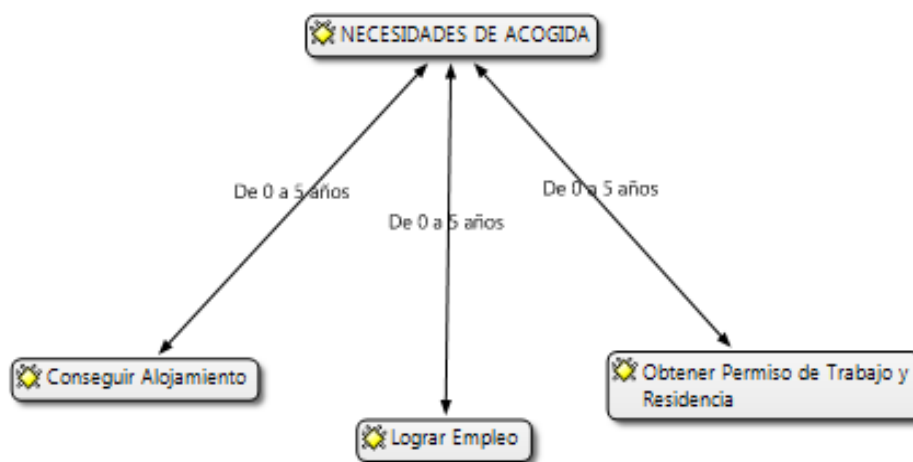 NECESIDADES DE ACOGIDA
De 0 a 5 años
De 0 a 5 años
De 0 a 5 años
Conseguir Alojamiento
Lograr Empleo
Obtener Permiso de Trabajo y
Residencia